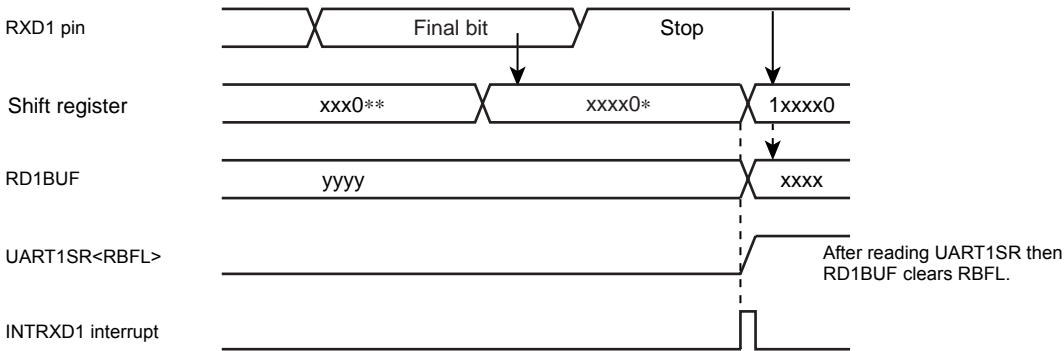 RXD1 pin
Final bit
Stop
Shift register
xxx0**
xxxx0*
1xxxx0
RD1BUF
yyyy
xxxx
UART1SR<RBFL>
After reading UART1SR then
RD1BUF clears RBFL.
INTRXD1 interrupt